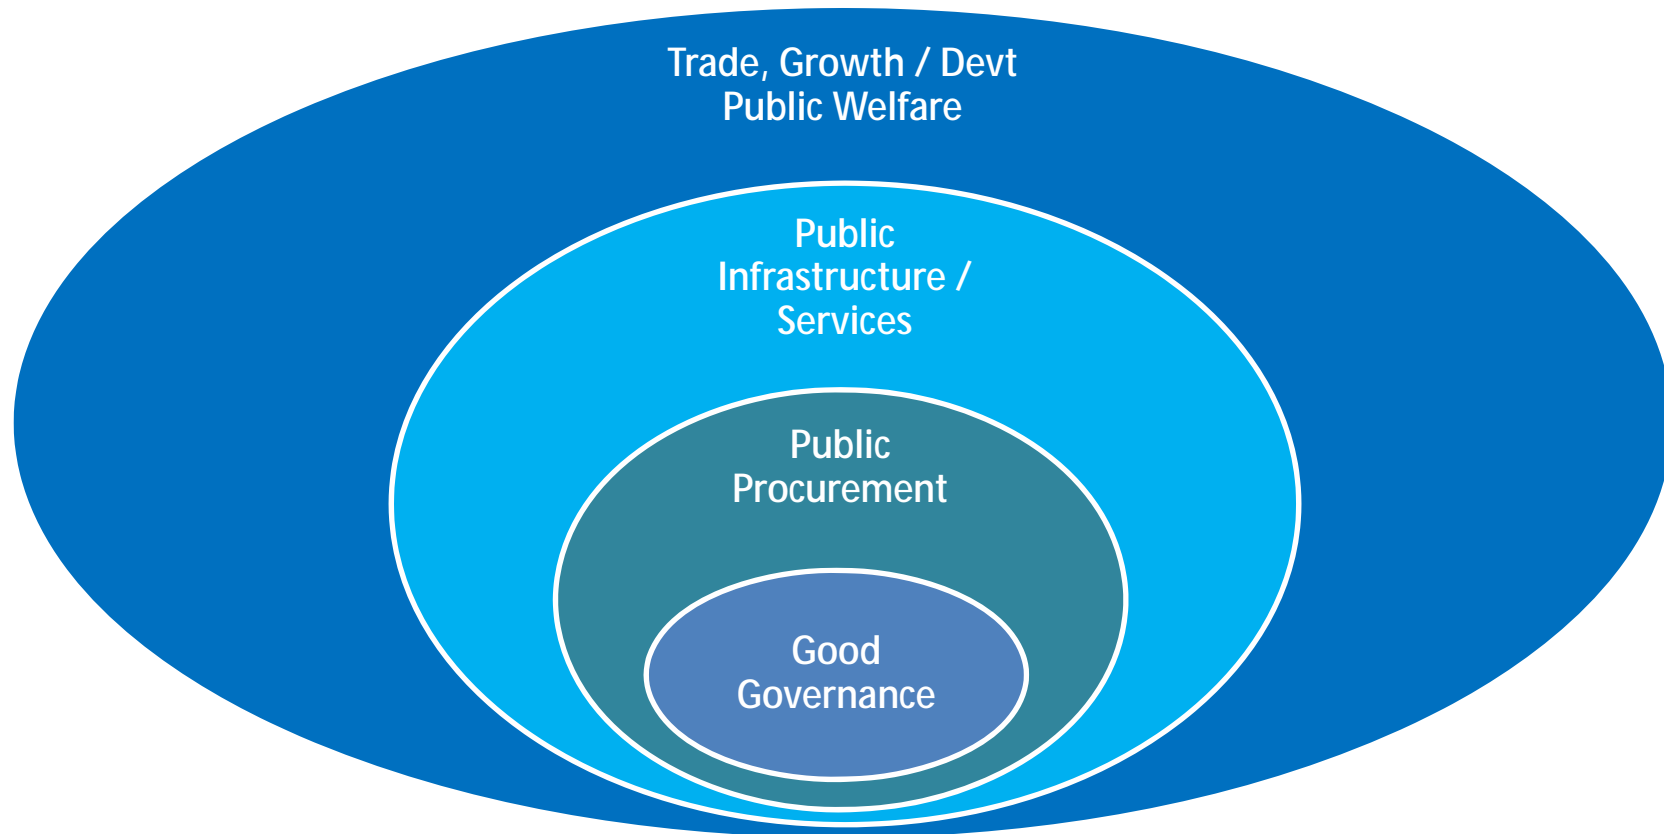 Trade, Growth / Devt
Public Welfare
Public
Infrastructure /
Services
Public
Procurement
Good
Governance